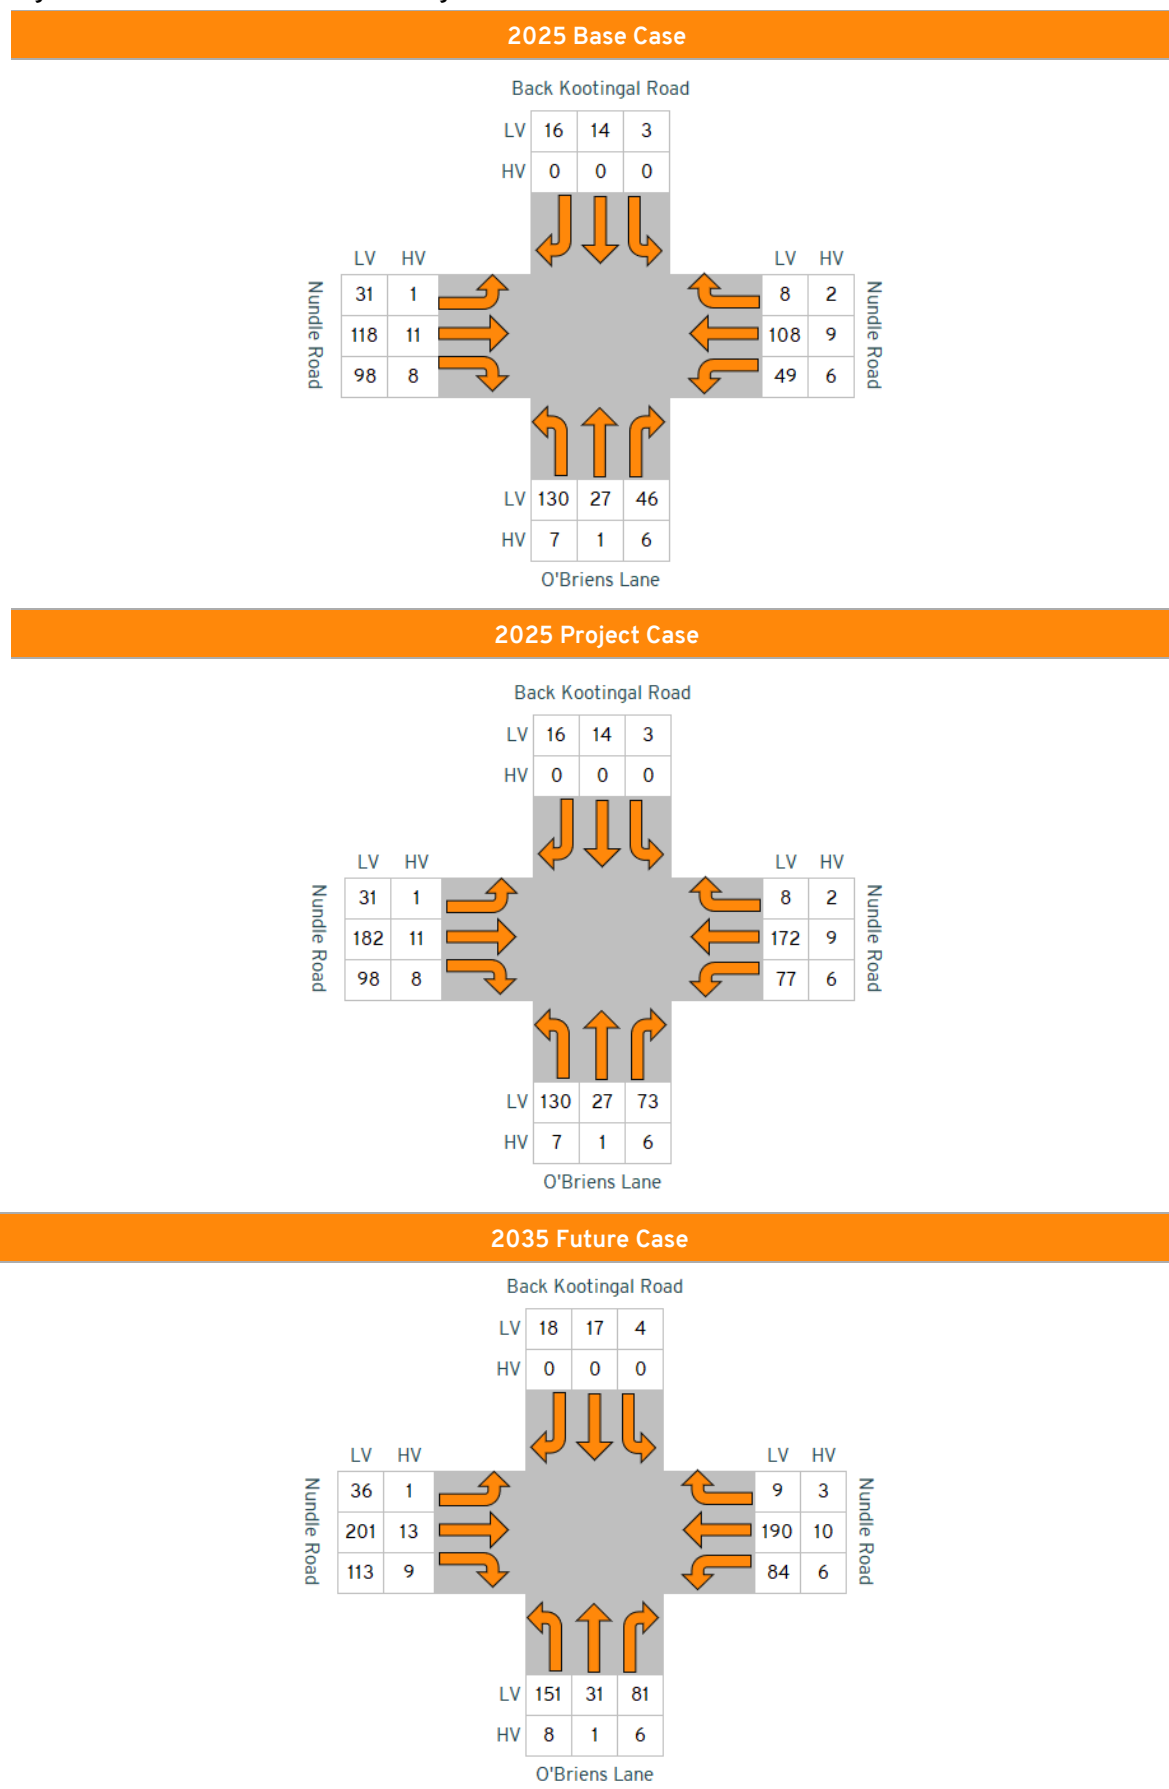 2025 Base Case
Back Kootingal Road
LV 16 14 3
HV 0 0 0
LV HV
31 1
118 11
98 8
Nundle Road
LV HV
8 2
108 9
49 6
Nundle Road
LV 130 27 46
HV 7 1 6
O'Briens Lane
2025 Project Case
Back Kootingal Road
LV 16 14 3
HV 0 0 0
LV HV
31 1
182 11
98 8
Nundle Road
LV HV
8 2
172 9
77 6
Nundle Road
LV 130 27 73
HV 7 1 6
O'Briens Lane
2035 Future Case
Back Kootingal Road
LV 18 17 4
HV 0 0 0
LV HV
36 1
201 13
113 9
Nundle Road
LV HV
9 3
190 10
84 6
Nundle Road
LV 151 31 81
HV 8 1 6
O'Briens Lane